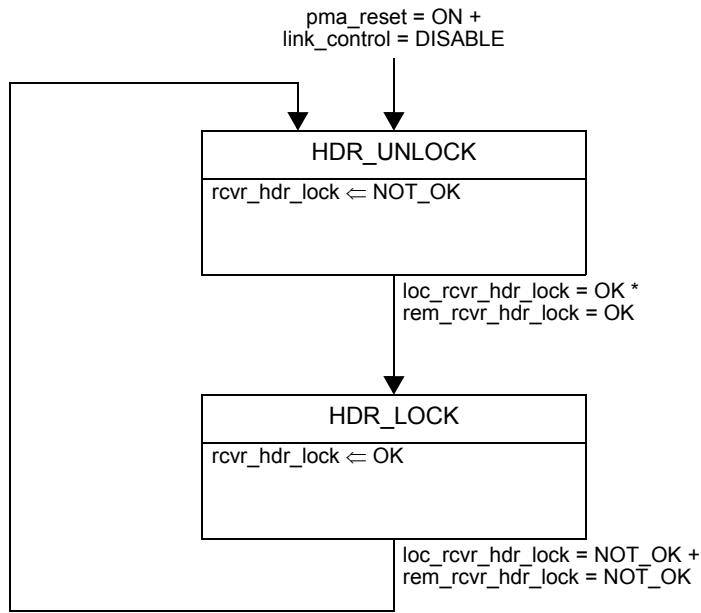 pma_reset = ON +
link_control = DISABLE
HDR_UNLOCK
rcvr_hdr_lock ⇐ NOT_OK
loc_rcvr_hdr_lock = OK *
rem_rcvr_hdr_lock = OK
HDR_LOCK
rcvr_hdr_lock ⇐ OK
loc_rcvr_hdr_lock = NOT_OK +
rem_rcvr_hdr_lock = NOT_OK